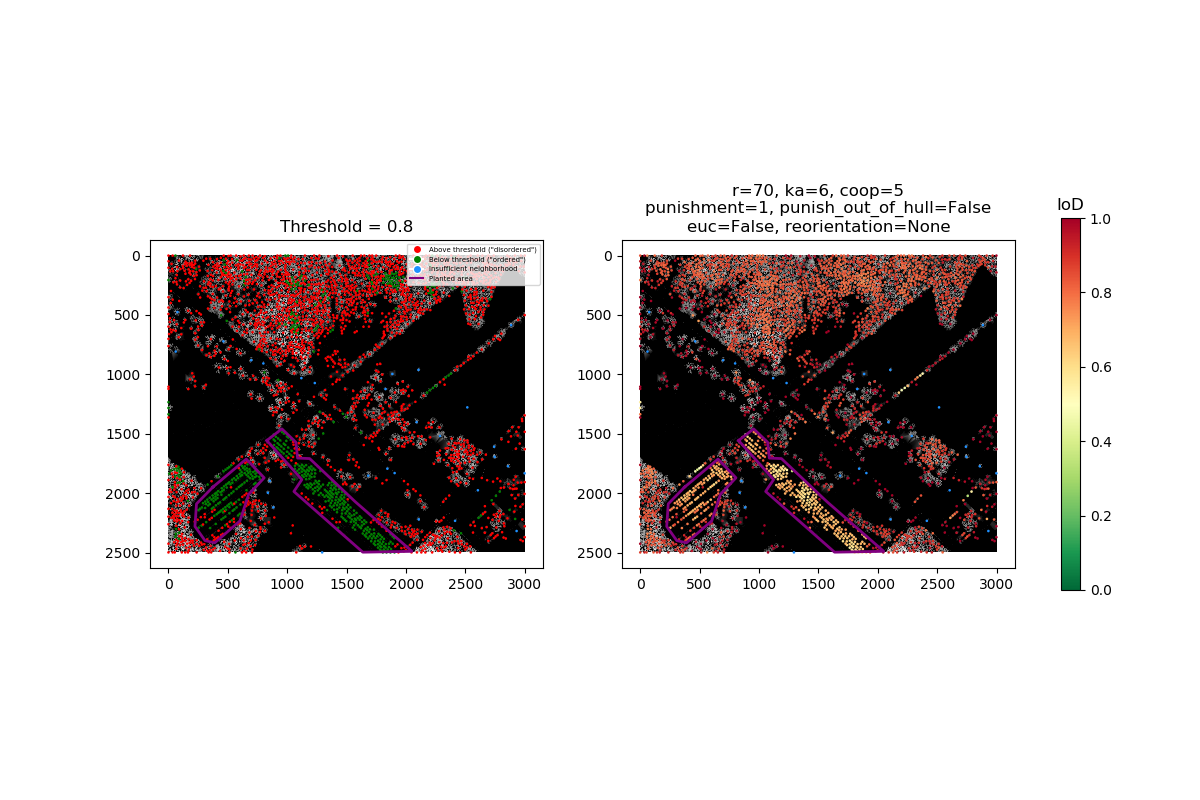 Threshold = 0.8
Above threshold ("disordered")
Below threshold ("ordered")
Insufficient neighborhood
Planted area
0
500
1000
1500
2000
2500
0 500 1000 1500 2000 2500 3000
r=70, ka=6, coop=5
punishment=1, punish_out_of_hull=False
euc=False, reorientation=None
0
500
1000
1500
2000
2500
0 500 1000 1500 2000 2500 3000
IoD
1.0
0.8
0.6
0.4
0.2
0.0